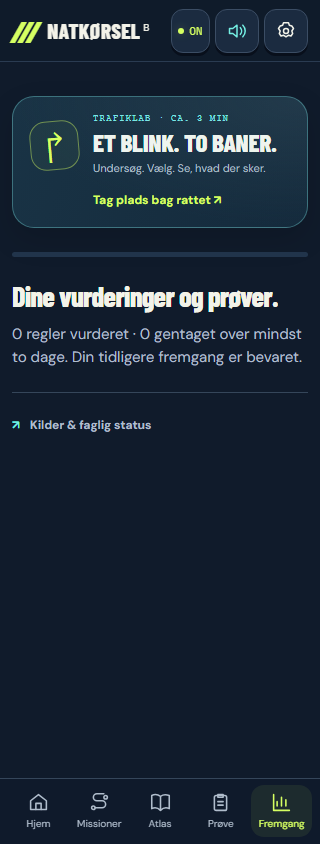 NATKØRSEL B
ON
TRAFIKLAB · CA. 3 MIN
ET BLINK. TO BANER.
Undersøg. Vælg. Se, hvad der sker.
Tag plads bag rattet
Dine vurderinger og prøver.
0 regler vurderet · 0 gentaget over mindst
to dage. Din tidligere fremgang er bevaret.
Kilder & faglig status
Hjem
Missioner
Atlas
Prøve
Fremgang